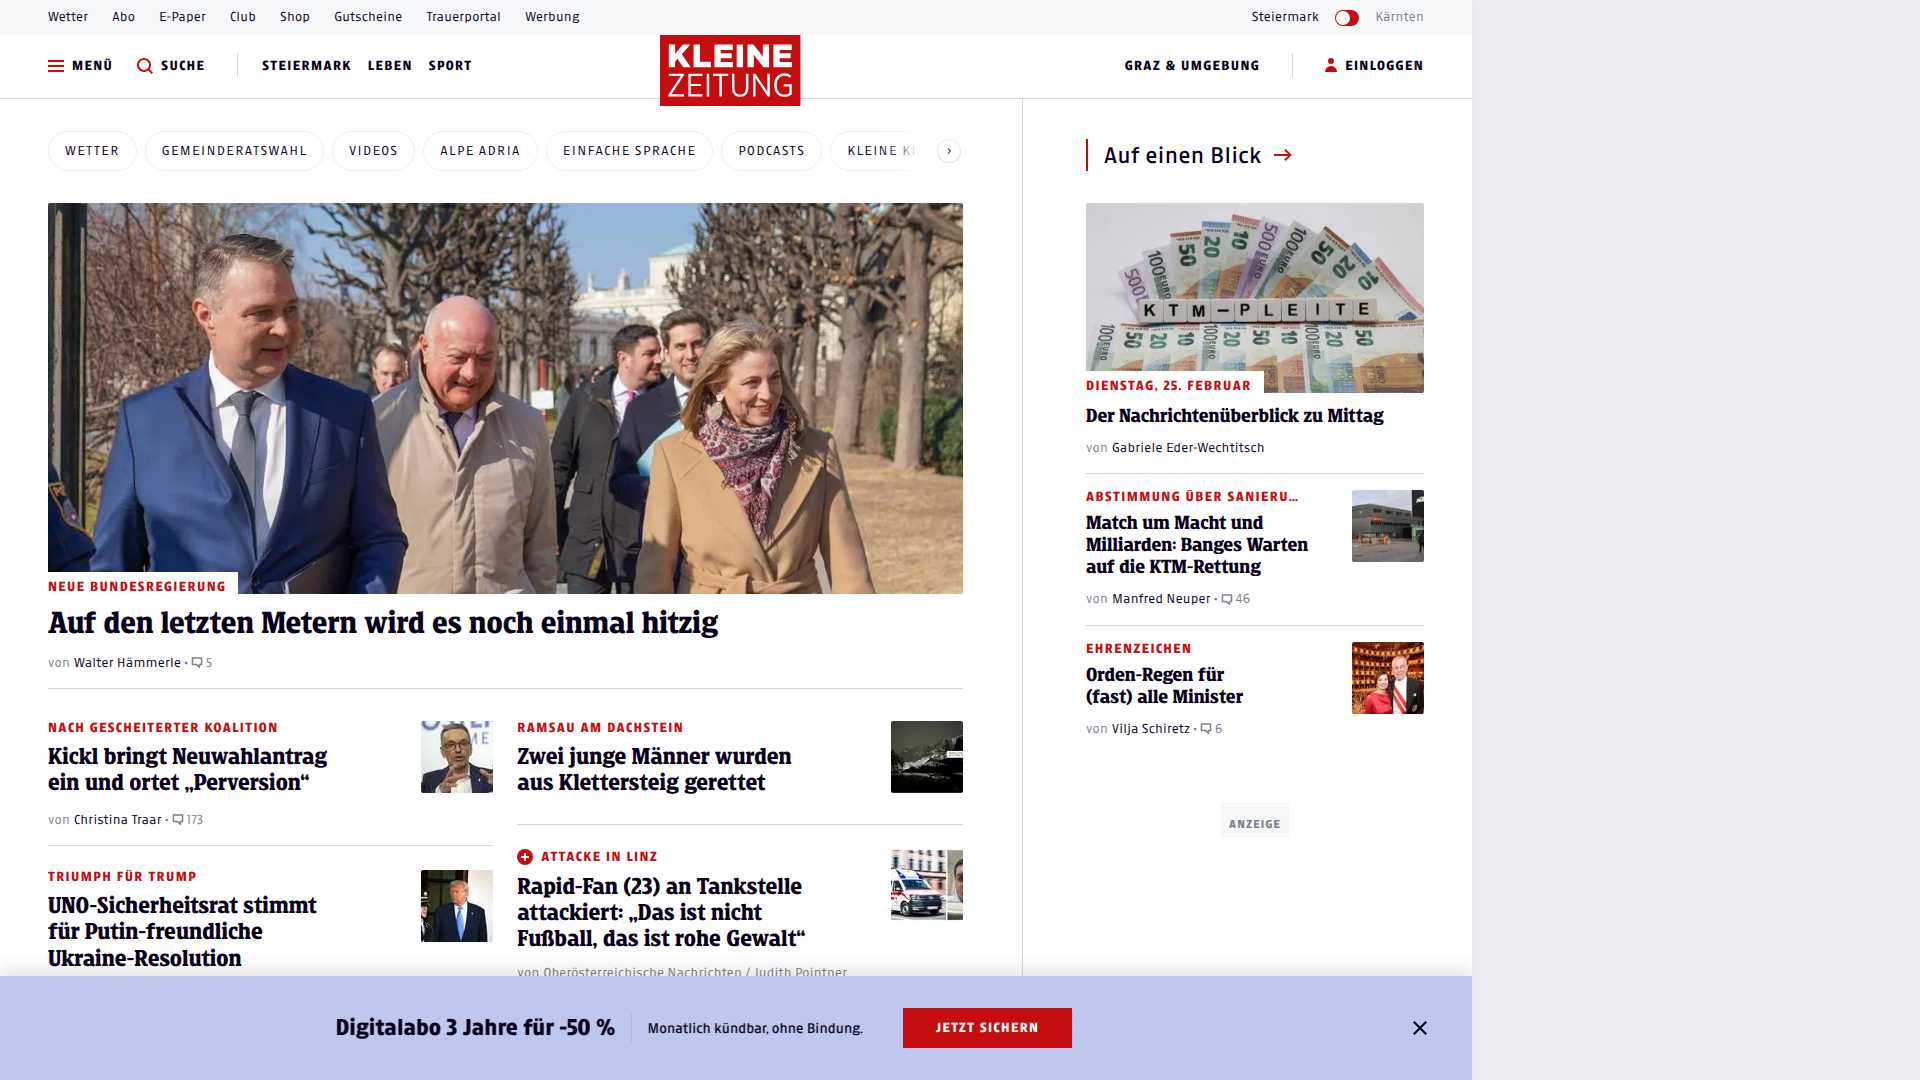 Wetter Abo E-Paper Club Shop Gutscheine Trauerportal Werbung Steiermark Kärnten
MENÜ SUCHE STEIERMARK LEBEN SPORT KLEINE ZEITUNG GRAZ & UMGEBUNG EINLOGGEN
WETTER GEMEINDERATSWAHL VIDEOS ALPE ADRIA EINFACHE SPRACHE PODCASTS KLEINE
NEUE BUNDESREGIERUNG
Auf den letzten Metern wird es noch einmal hitzig
von Walter Hämmerle • 5
NACH GESCHEITERTER KOALITION
Kickl bringt Neuwahlantrag
ein und ortet „Perversion“
von Christina Traar • 173
TRIUMPH FÜR TRUMP
UNO-Sicherheitsrat stimmt
für Putin-freundliche
Ukraine-Resolution
RAMSAU AM DACHSTEIN
Zwei junge Männer wurden
aus Klettersteig gerettet
ATTACKE IN LINZ
Rapid-Fan (23) an Tankstelle
attackiert: „Das ist nicht
Fußball, das ist rohe Gewalt“
von Oberösterreichische Nachrichten / Judith Pointner
Auf einen Blick
KTM-PLEITE
DIENSTAG, 25. FEBRUAR
Der Nachrichtenüberblick zu Mittag
von Gabriele Eder-Wechtitsch
ABSTIMMUNG ÜBER SANIERU…
Match um Macht und
Milliarden: Banges Warten
auf die KTM-Rettung
von Manfred Neuper • 46
EHRENZEICHEN
Orden-Regen für
(fast) alle Minister
von Vilja Schiretz • 6
ANZEIGE
Digitalabo 3 Jahre für -50 % Monatlich kündbar, ohne Bindung. JETZT SICHERN